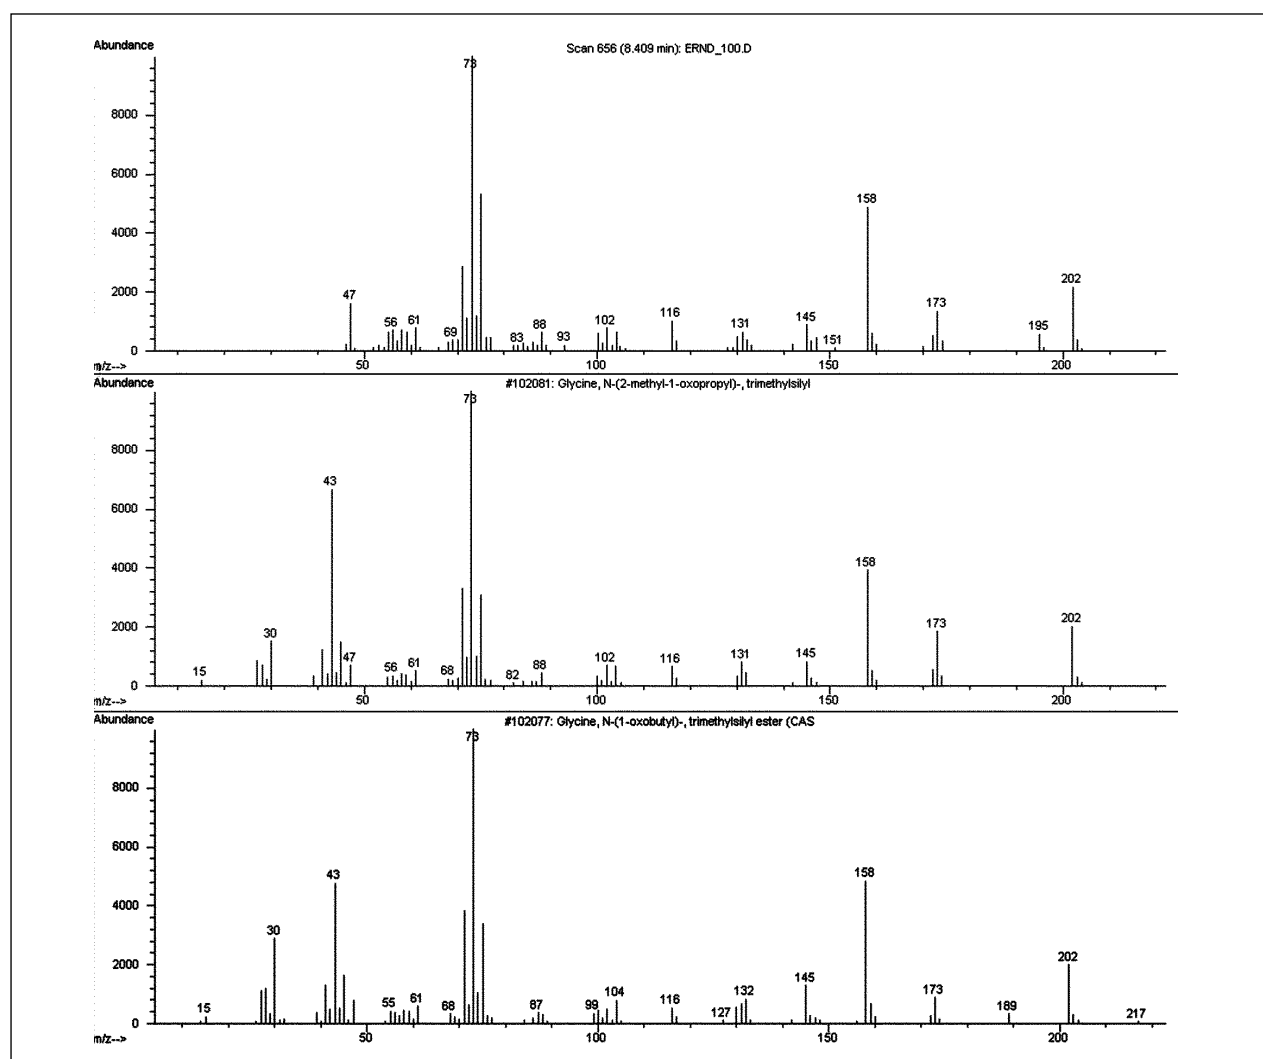 Abundance
Scan 656 (8.409 min): ERND_100.D
73
8000
6000
158
4000
2000
47 56 61 69 83 88 93 102 116 131 145 151 173 195 202
m/z--> 50 100 150 200
Abundance
#102081: Glycine, N-(2-methyl-1-oxopropyl)-, trimethylsilyl
73
8000
43
6000
158
4000
2000
15 30 47 56 61 68 82 88 102 116 131 145 173 202
m/z--> 50 100 150 200
Abundance
#102077: Glycine, N-(1-oxobutyl)-, trimethylsilyl ester (CAS
73
8000
6000
43 158
4000
30
2000
15 55 61 68 87 99 104 116 127 132 145 173 189 202 217
m/z--> 50 100 150 200